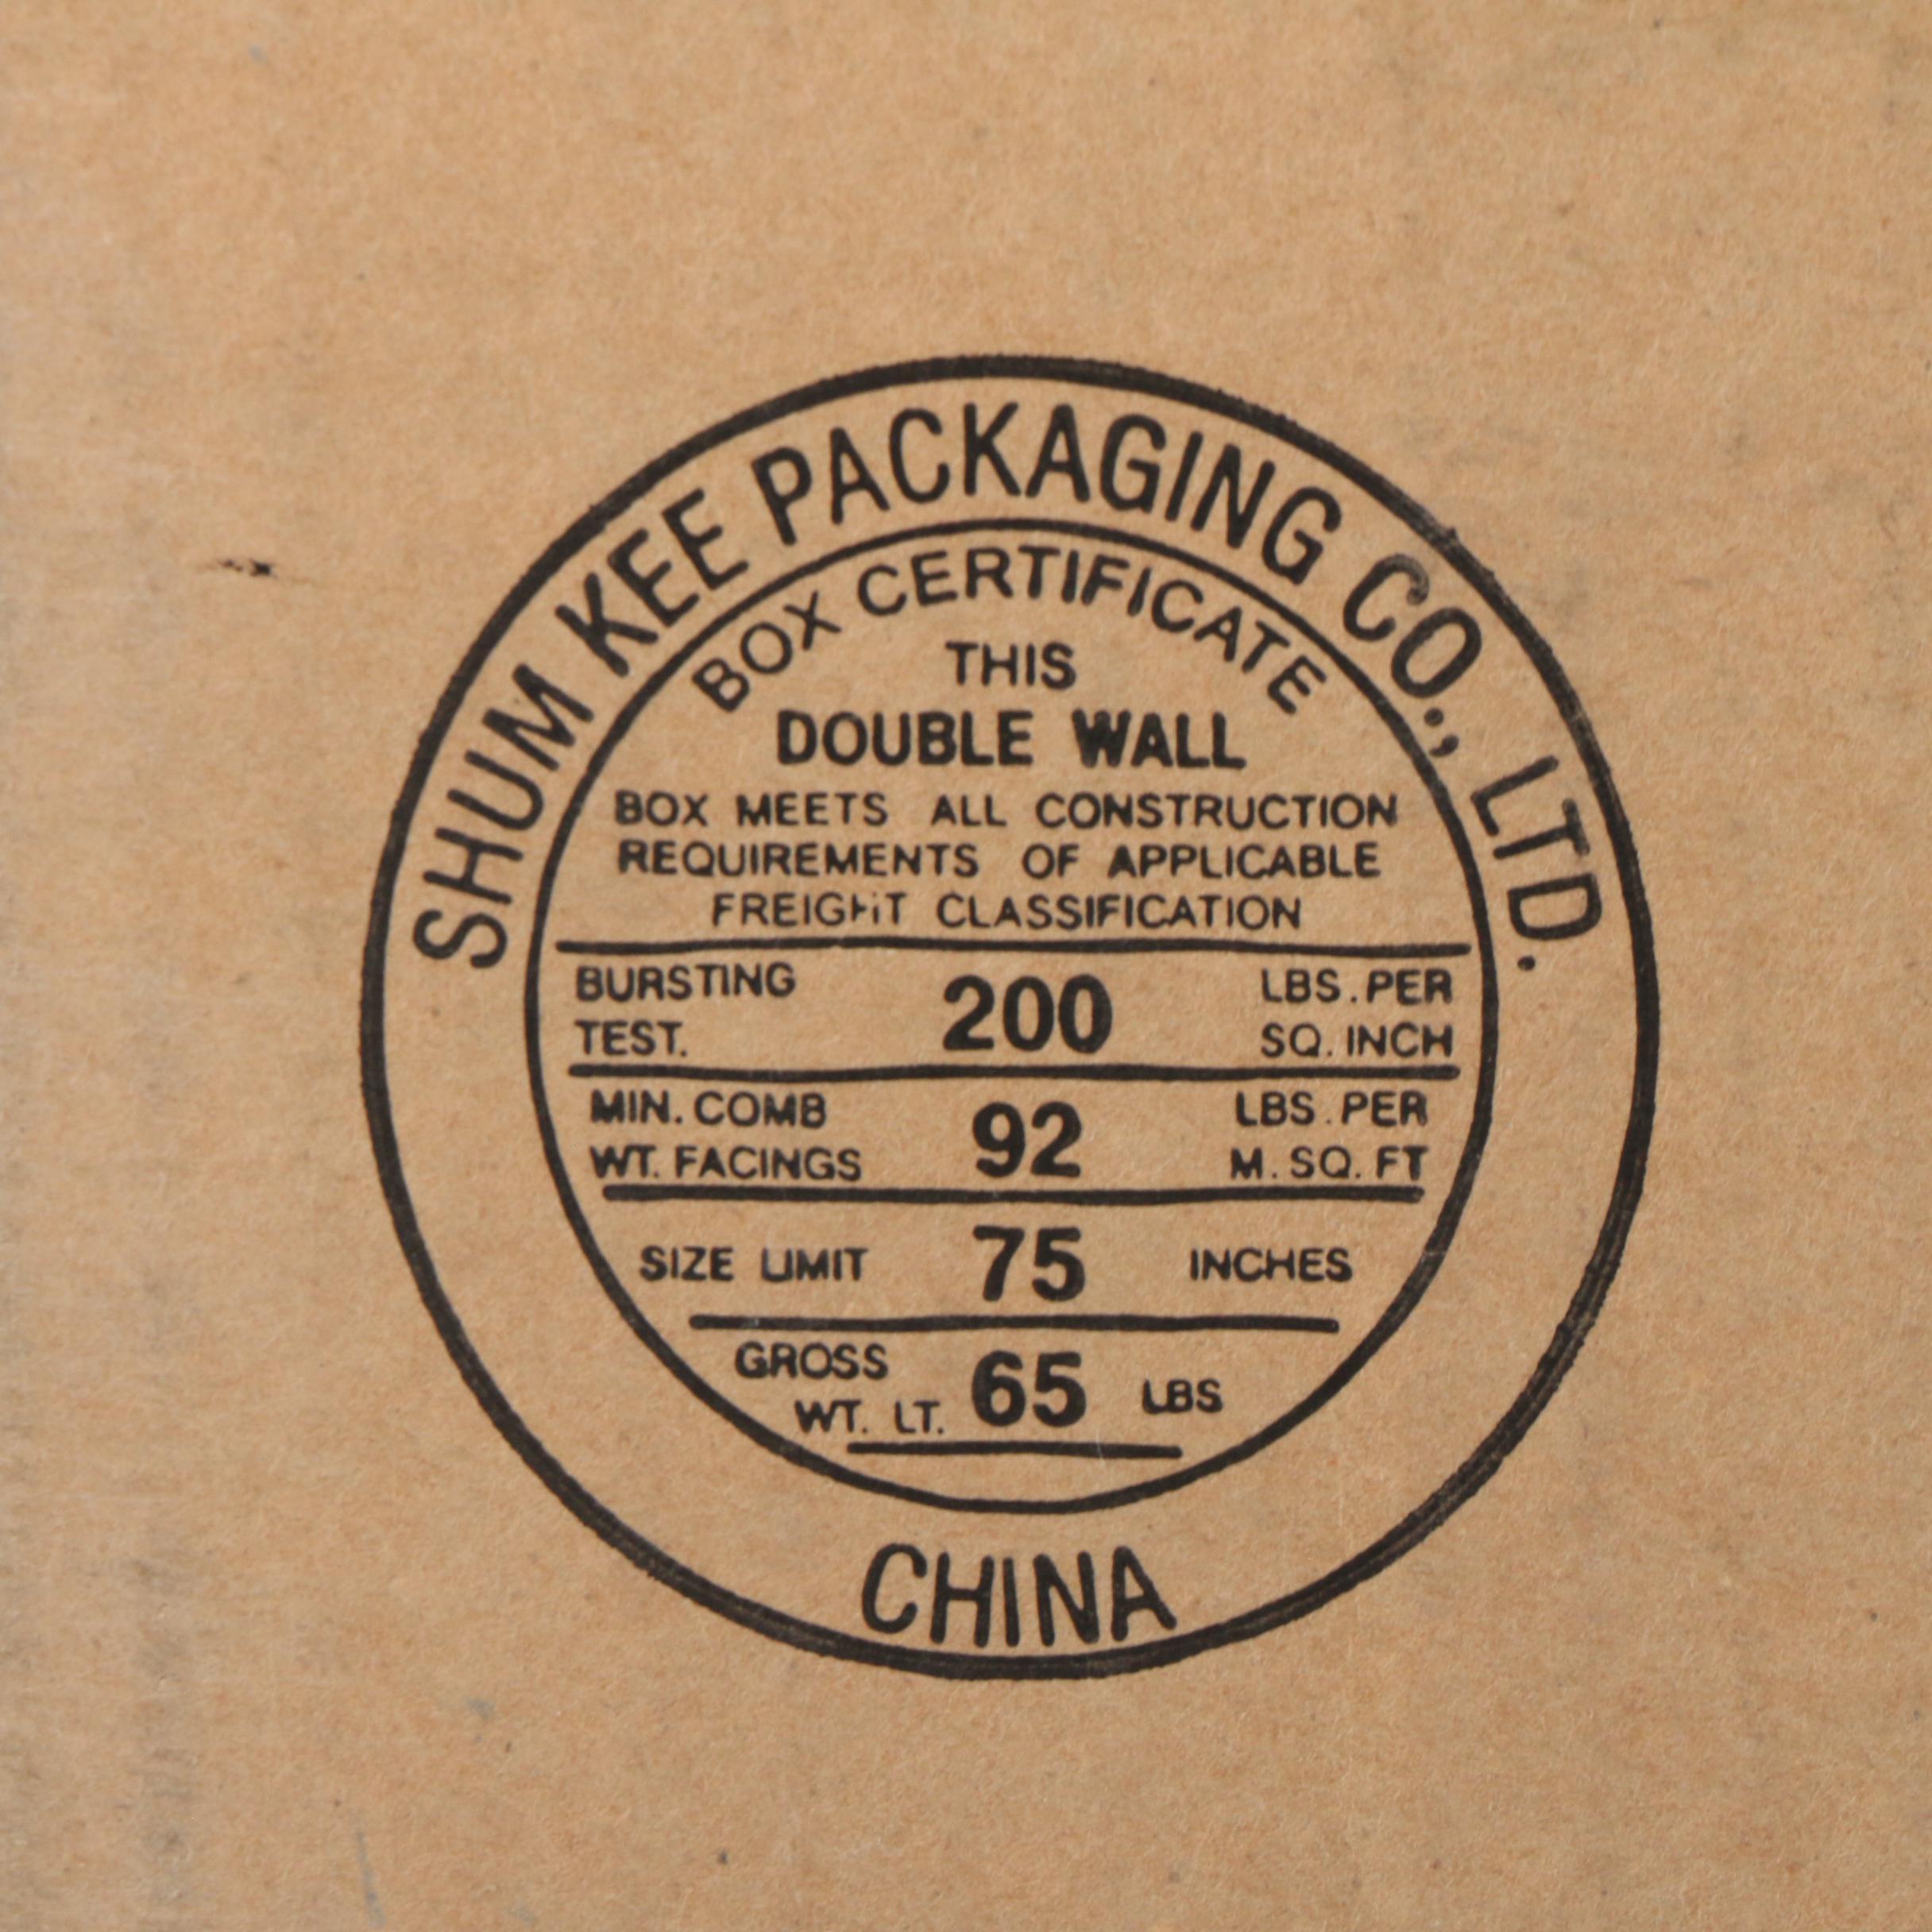 SHUM KEE PACKAGING CO., LTD.
BOX CERTIFICATE
THIS
DOUBLE WALL
BOX MEETS ALL CONSTRUCTION
REQUIREMENTS OF APPLICABLE
FREIGHT CLASSIFICATION
BURSTING TEST. 200 LBS. PER SQ. INCH
MIN. COMB WT. FACINGS 92 LBS. PER M. SQ. FT
SIZE LIMIT 75 INCHES
GROSS WT. LT. 65 LBS
CHINA